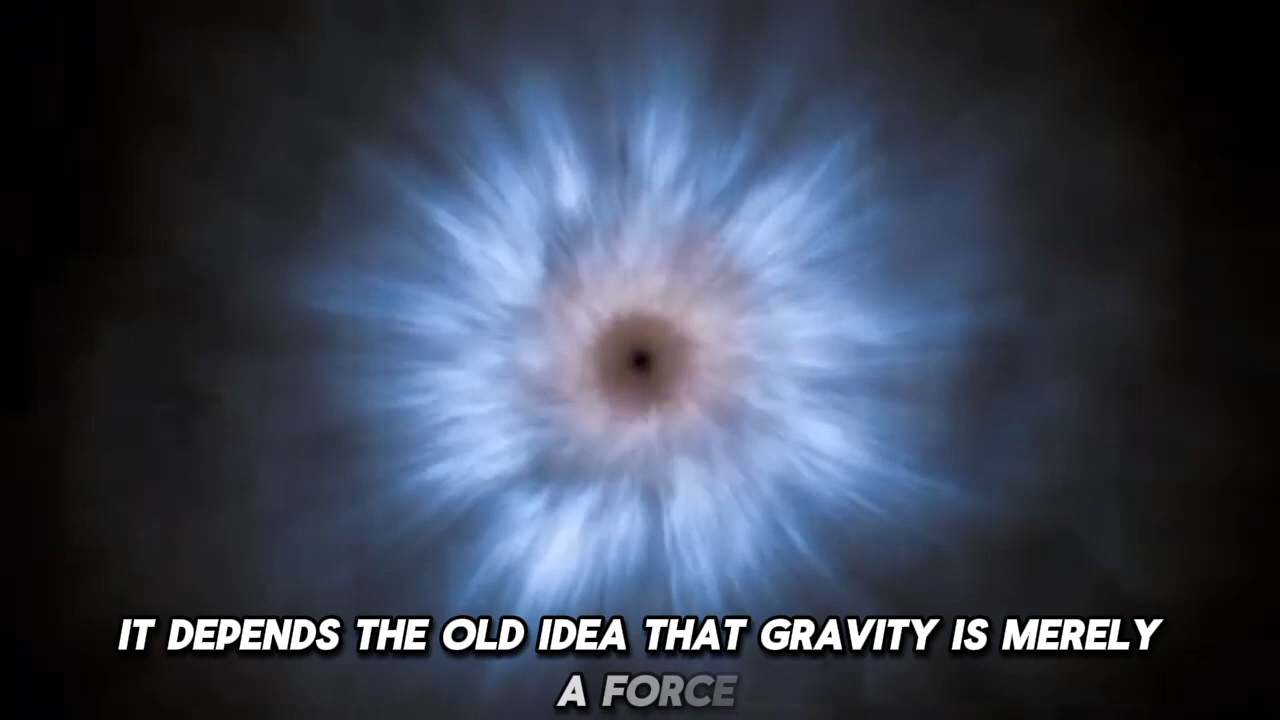 IT DEPENDS THE OLD IDEA THAT GRAVITY IS MERELY
A FORCE